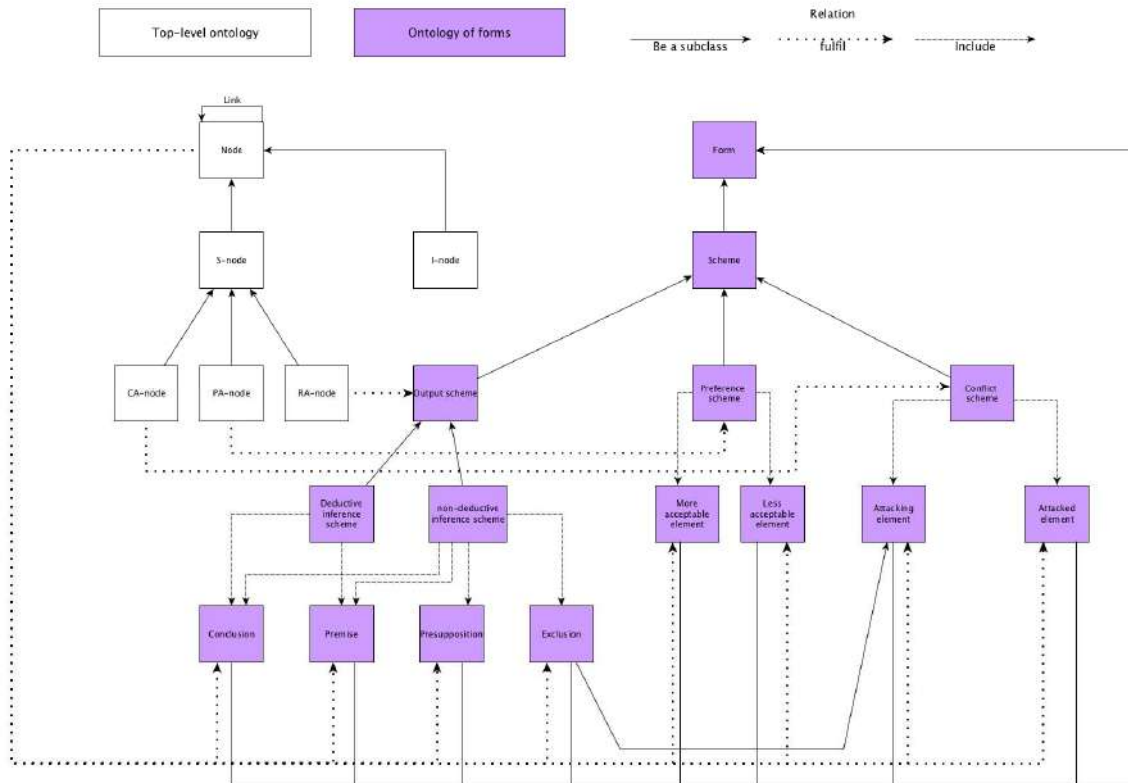 Relation
Top-level ontology
Ontology of forms
Be a subclass
fulfil
Include
Link
Node
Form
S-node
I-node
Scheme
CA-node
PA-node
RA-node
Output scheme
Preference
scheme
Conflict
scheme
Deductive
inference
scheme
non-deductive
inference scheme
More
acceptable
element
Less
acceptable
element
Attacking
element
Attacked
element
Conclusion
Premise
Presupposition
Exclusion